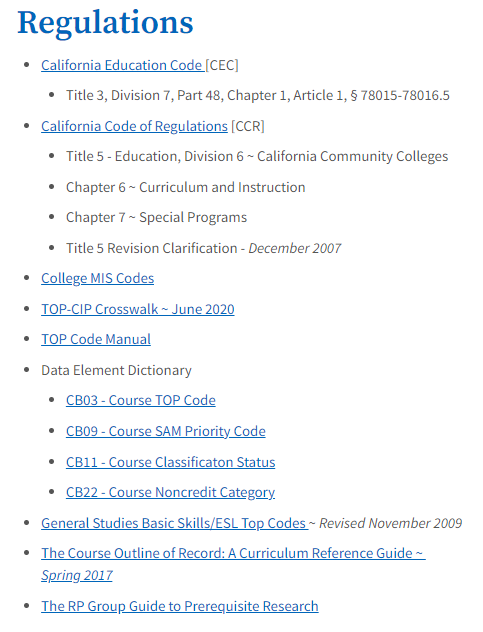 Regulations
California Education Code [CEC]
Title 3, Division 7, Part 48, Chapter 1, Article 1, § 78015-78016.5
California Code of Regulations [CCR]
Title 5 - Education, Division 6 ~ California Community Colleges
Chapter 6 ~ Curriculum and Instruction
Chapter 7 ~ Special Programs
Title 5 Revision Clarification - December 2007
College MIS Codes
TOP-CIP Crosswalk ~ June 2020
TOP Code Manual
Data Element Dictionary
CB03 - Course TOP Code
CB09 - Course SAM Priority Code
CB11 - Course Classificaton Status
CB22 - Course Noncredit Category
General Studies Basic Skills/ESL Top Codes ~ Revised November 2009
The Course Outline of Record: A Curriculum Reference Guide ~
Spring 2017
The RP Group Guide to Prerequisite Research